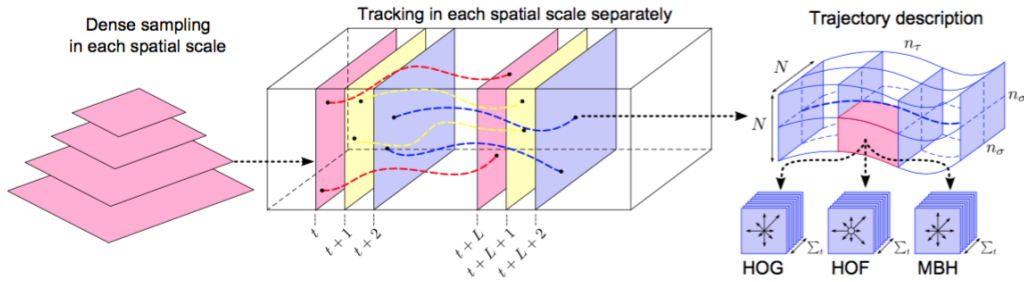 Dense sampling
in each spatial scale
Tracking in each spatial scale separately
t
t + 1
t + 2
t + L
t + L + 1
t + L + 2
Trajectory description
N
N
nτ
nσ
nσ
Σt
Σt
Σt
HOG
HOF
MBH